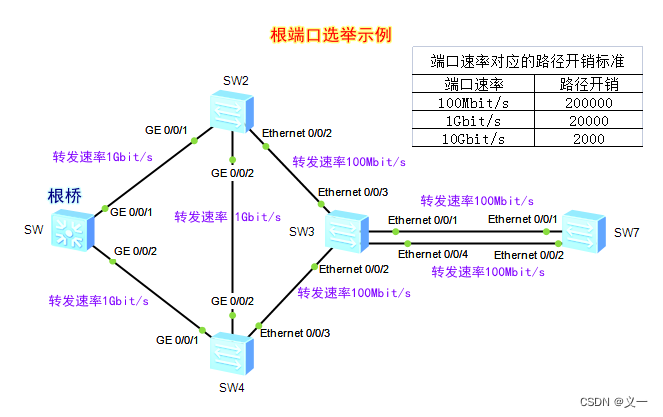 根端口选举示例
端口速率对应的路径开销标准
端口速率 路径开销
100Mbit/s 200000
1Gbit/s 20000
10Gbit/s 2000
SW2
GE 0/0/1
Ethernet 0/0/2
转发速率1Gbit/s
GE 0/0/2
转发速率100Mbit/s
根桥
Ethernet 0/0/3
转发速率100Mbit/s
GE 0/0/1
转发速率 1Gbit/s
Ethernet 0/0/1
Ethernet 0/0/1
SW
SW3
SW7
GE 0/0/2
Ethernet 0/0/4
Ethernet 0/0/2
Ethernet 0/0/2
转发速率100Mbit/s
转发速率1Gbit/s
GE 0/0/2
转发速率100Mbit/s
GE 0/0/1
Ethernet 0/0/3
SW4
CSDN @义一